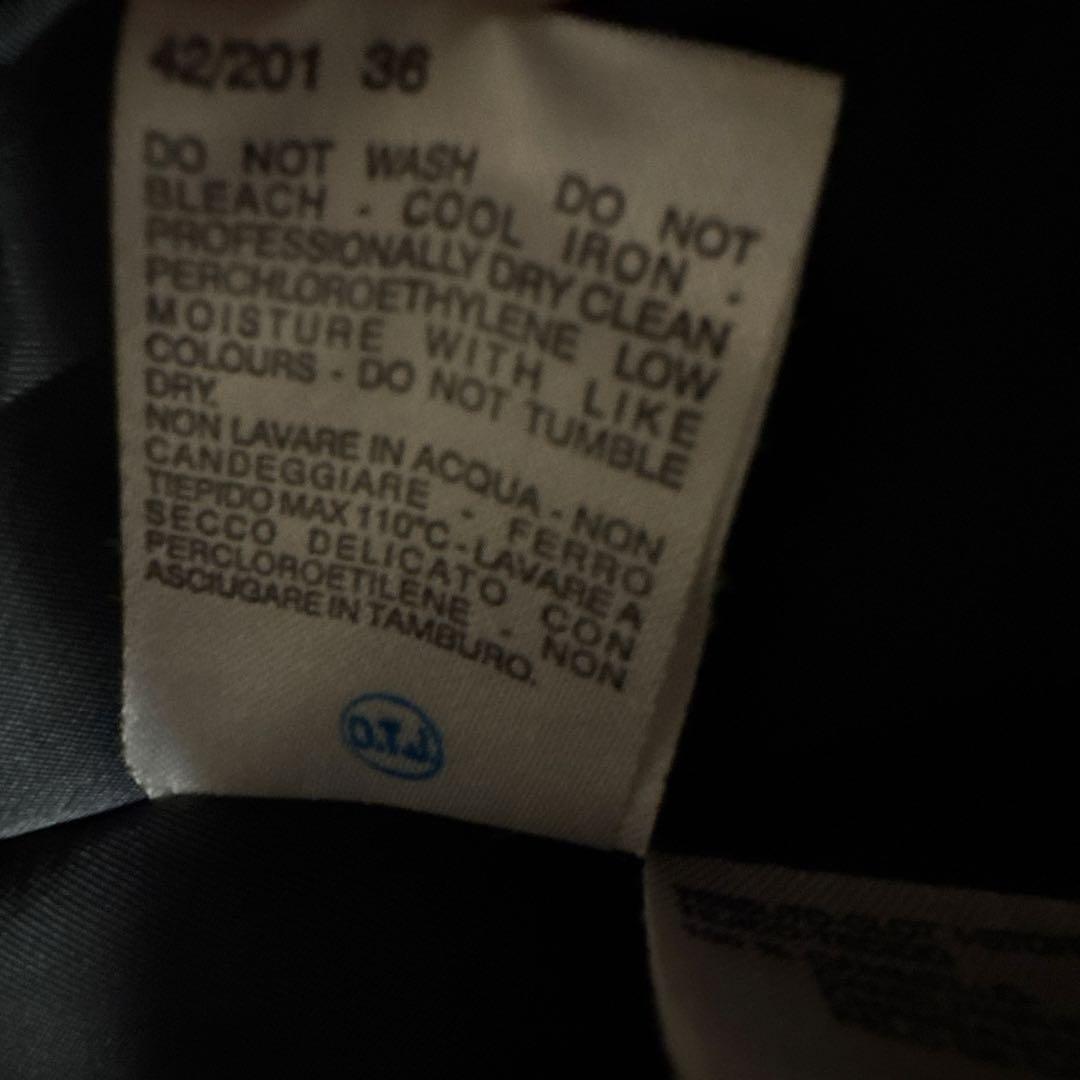 42/201 36
DO NOT WASH DO NOT
BLEACH - COOL IRON -
PROFESSIONALLY DRY CLEAN
PERCHLOROETHYLENE LOW
MOISTURE WITH LIKE
COLOURS - DO NOT TUMBLE
DRY.
NON LAVARE IN ACQUA - NON
CANDEGGIARE - FERRO
TIEPIDO MAX 110°C - LAVARE A
SECCO DELICATO CON
PERCLOROETILENE - NON
ASCIUGARE IN TAMBURO.